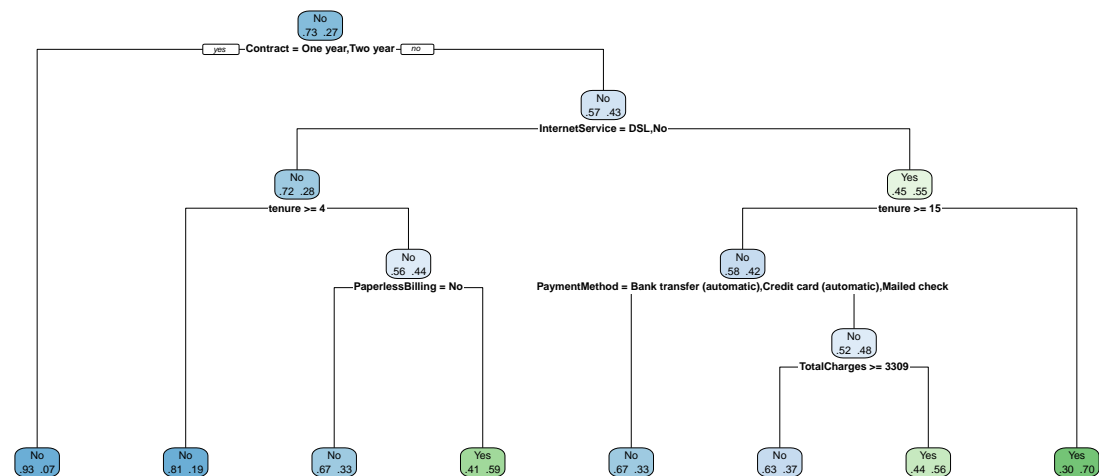 No
.73 .27
yes
Contract = One year,Two year
no
No
.57 .43
InternetService = DSL,No
No
.72 .28
Yes
.45 .55
tenure >= 4
tenure >= 15
No
.56 .44
No
.58 .42
PaperlessBilling = No
PaymentMethod = Bank transfer (automatic),Credit card (automatic),Mailed check
No
.52 .48
TotalCharges >= 3309
No
.93 .07
No
.81 .19
No
.67 .33
Yes
.41 .59
No
.67 .33
No
.63 .37
Yes
.44 .56
Yes
.30 .70